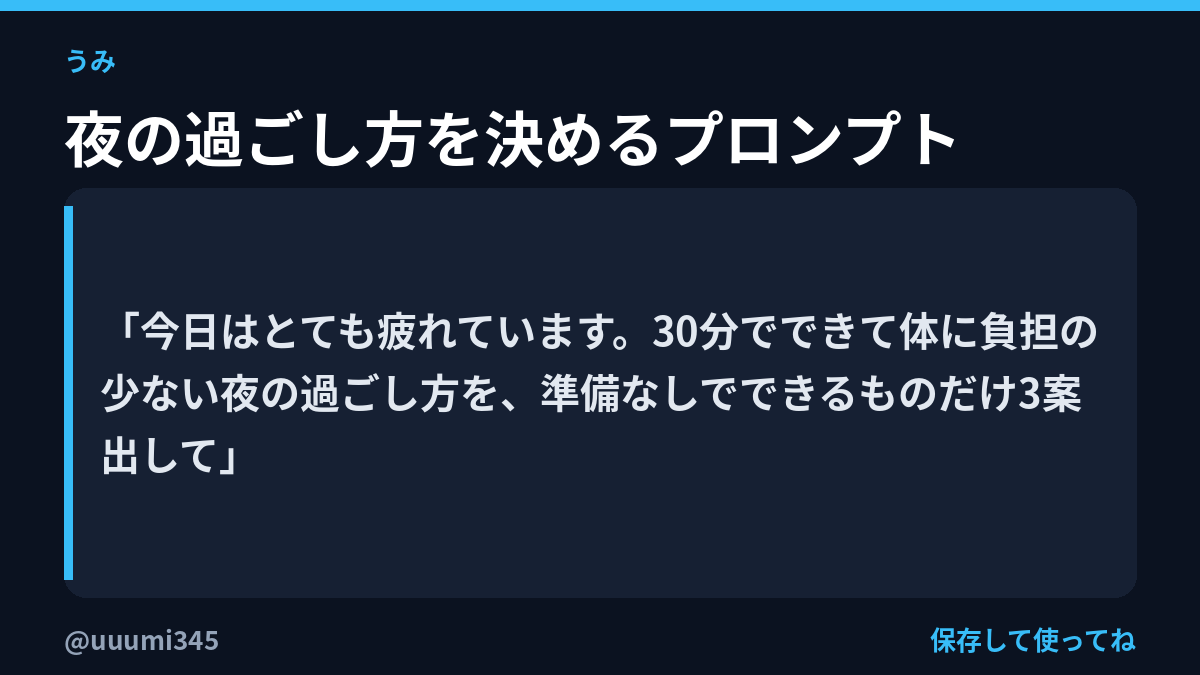 うみ
夜の過ごし方を決めるプロンプト
「今日はとても疲れています。30分でできて体に負担の
少ない夜の過ごし方を、準備なしでできるものだけ3案
出して」
@uuumi345
保存して使ってね